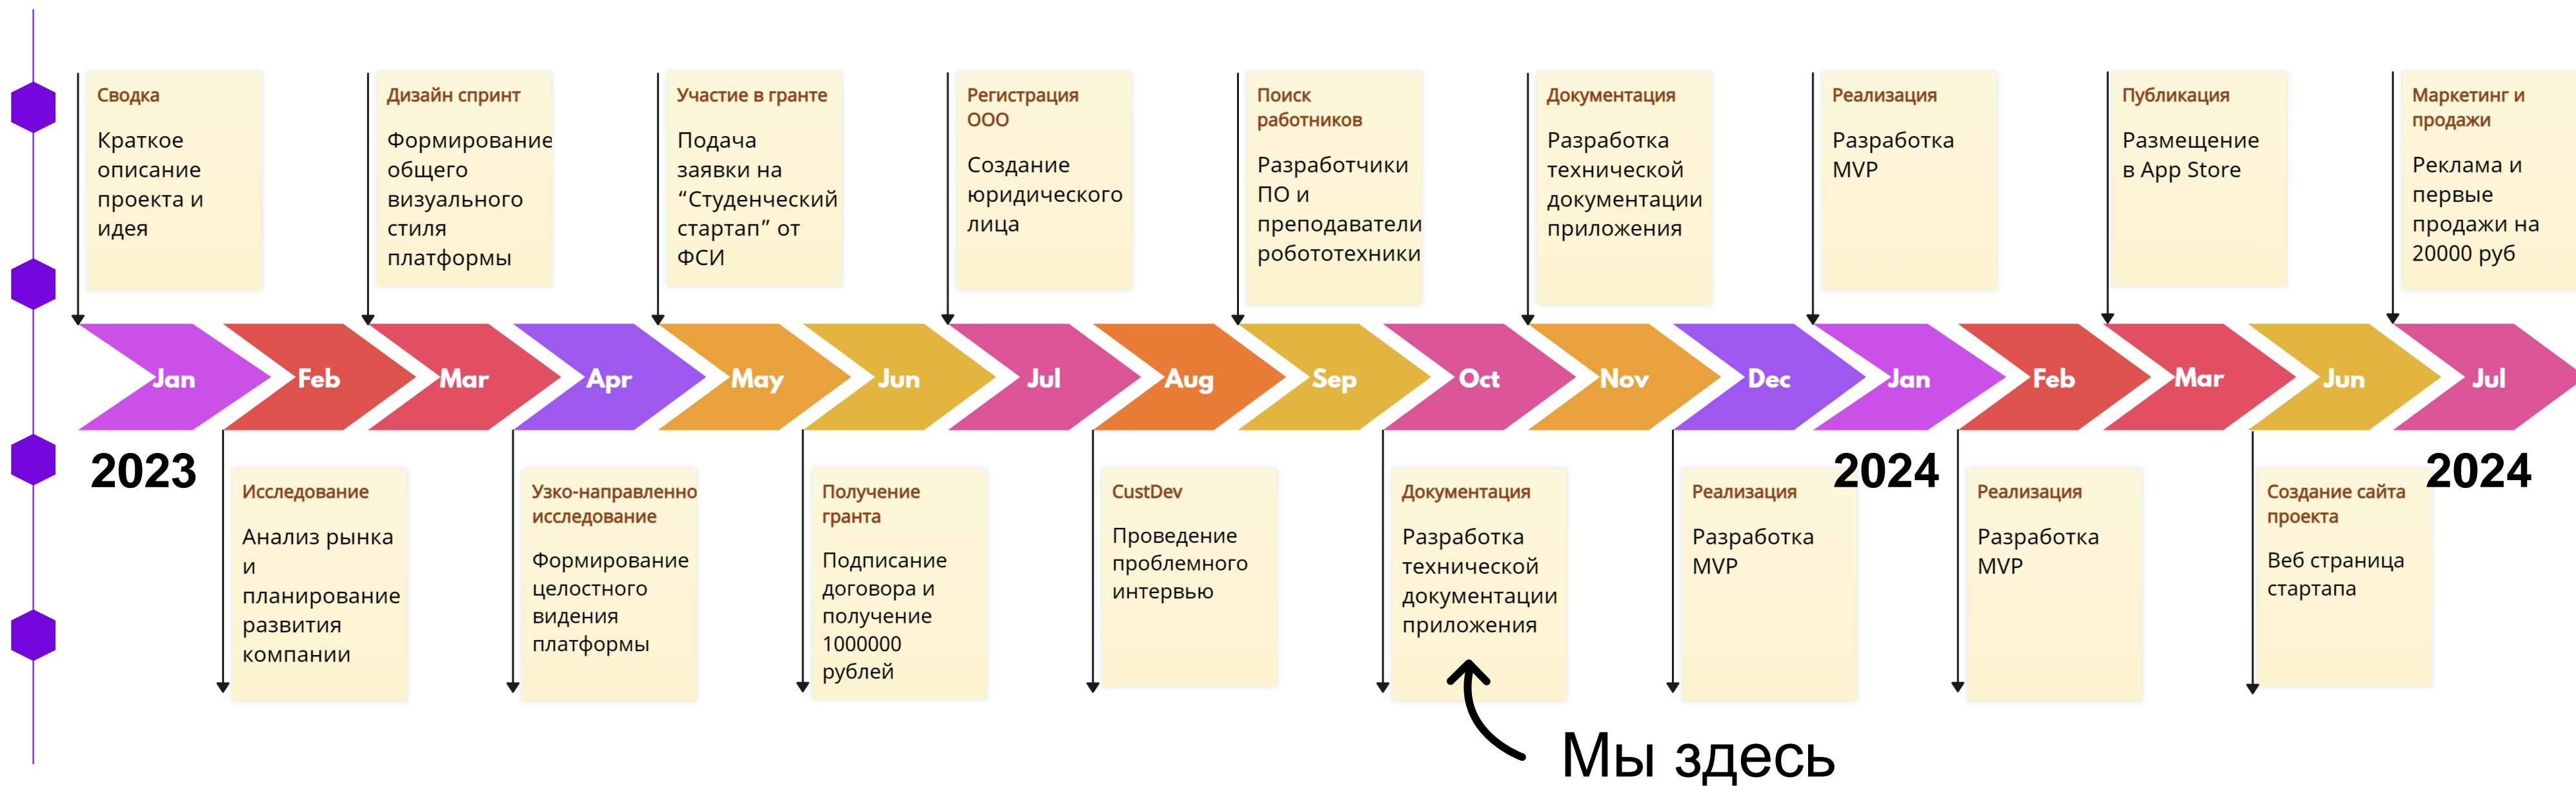 Сводка
Краткое
описание
проекта и
идея
Дизайн спринт
Формирование
общего
визуального
стиля
платформы
Участие в гранте
Подача
заявки на
“Студенческий
стартап” от
ФСИ
Регистрация
ООО
Создание
юридического
лица
Поиск
работников
Разработчики
ПО и
преподаватели
робототехники
Документация
Разработка
технической
документации
приложения
Реализация
Разработка
MVP
Публикация
Размещение
в App Store
Маркетинг и
продажи
Реклама и
первые
продажи на
20000 руб
Jan
Feb
Mar
Apr
May
Jun
Jul
Aug
Sep
Oct
Nov
Dec
Jan
Feb
Mar
Jun
Jul
2023
2024
2024
Исследование
Анализ рынка
и
планирование
развития
компании
Узко-направленно
исследование
Формирование
целостного
видения
платформы
Получение
гранта
Подписание
договора и
получение
1000000
рублей
CustDev
Проведение
проблемного
интервью
Документация
Разработка
технической
документации
приложения
Реализация
Разработка
MVP
Реализация
Разработка
MVP
Создание сайта
проекта
Веб страница
стартапа
Мы здесь